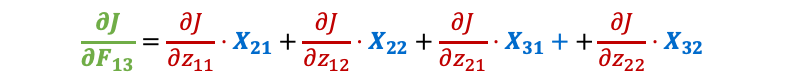 ∂J/∂F₁₃ = ∂J/∂z₁₁ · X₂₁ + ∂J/∂z₁₂ · X₂₂ + ∂J/∂z₂₁ · X₃₁ + + ∂J/∂z₂₂ · X₃₂